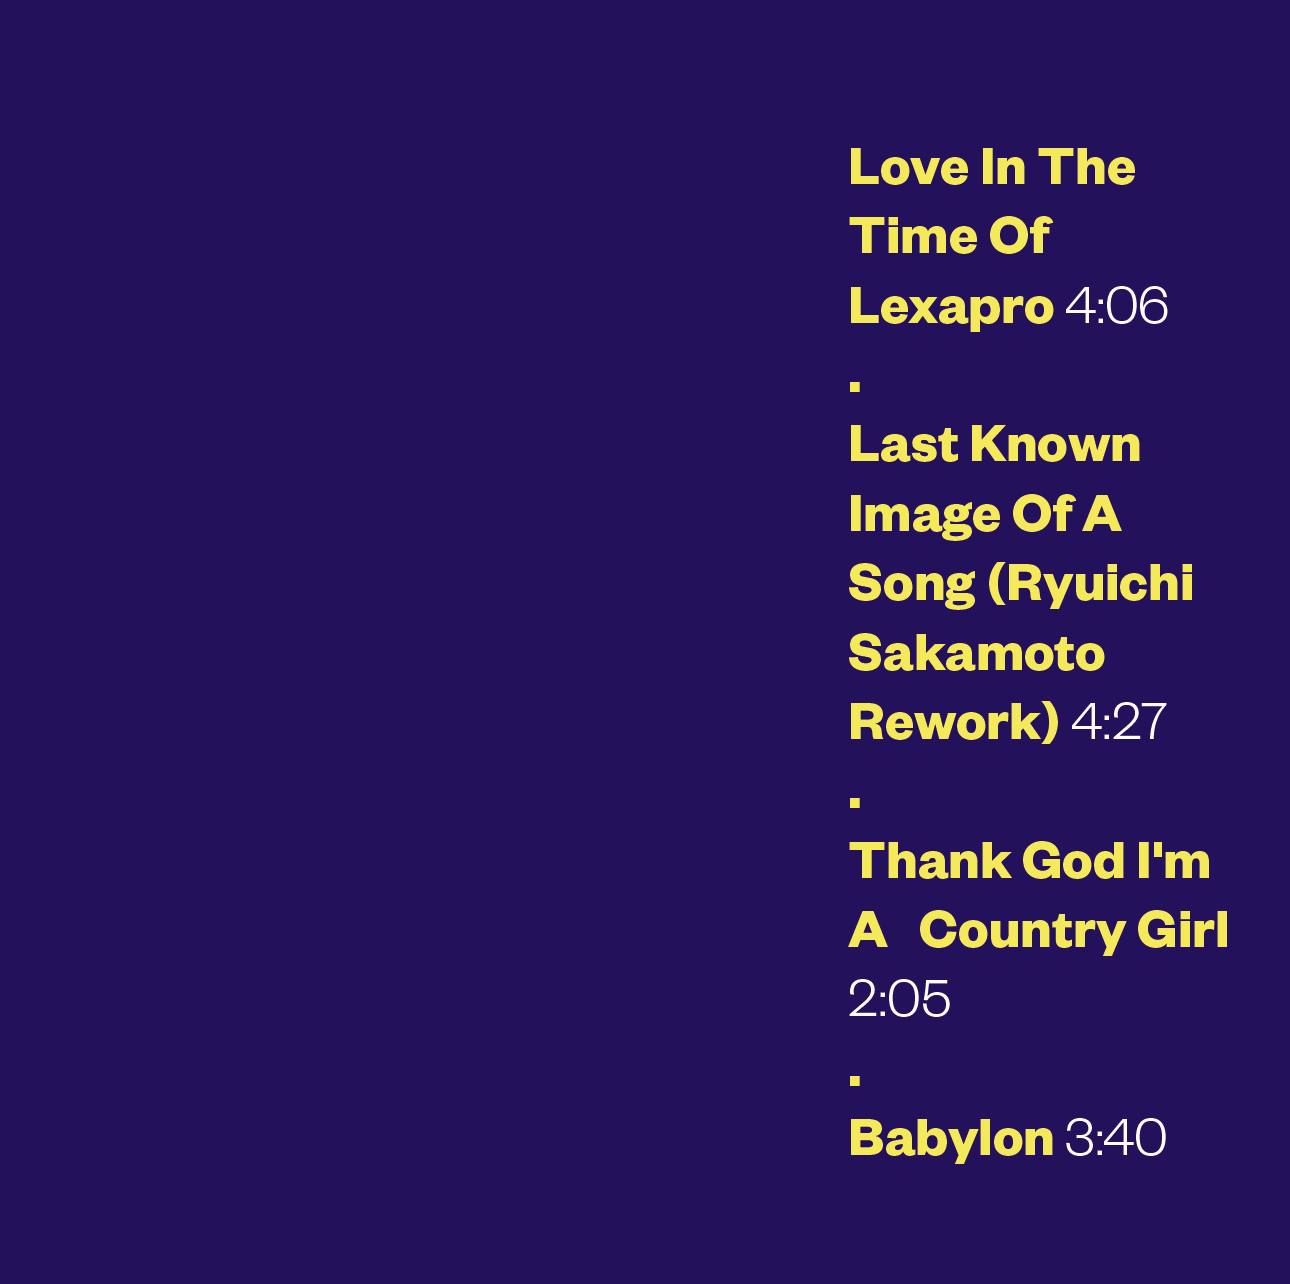 Love In The
Time Of
Lexapro 4:06
.
Last Known
Image Of A
Song (Ryuichi
Sakamoto
Rework) 4:27
.
Thank God I'm
A   Country Girl
2:05
.
Babylon 3:40